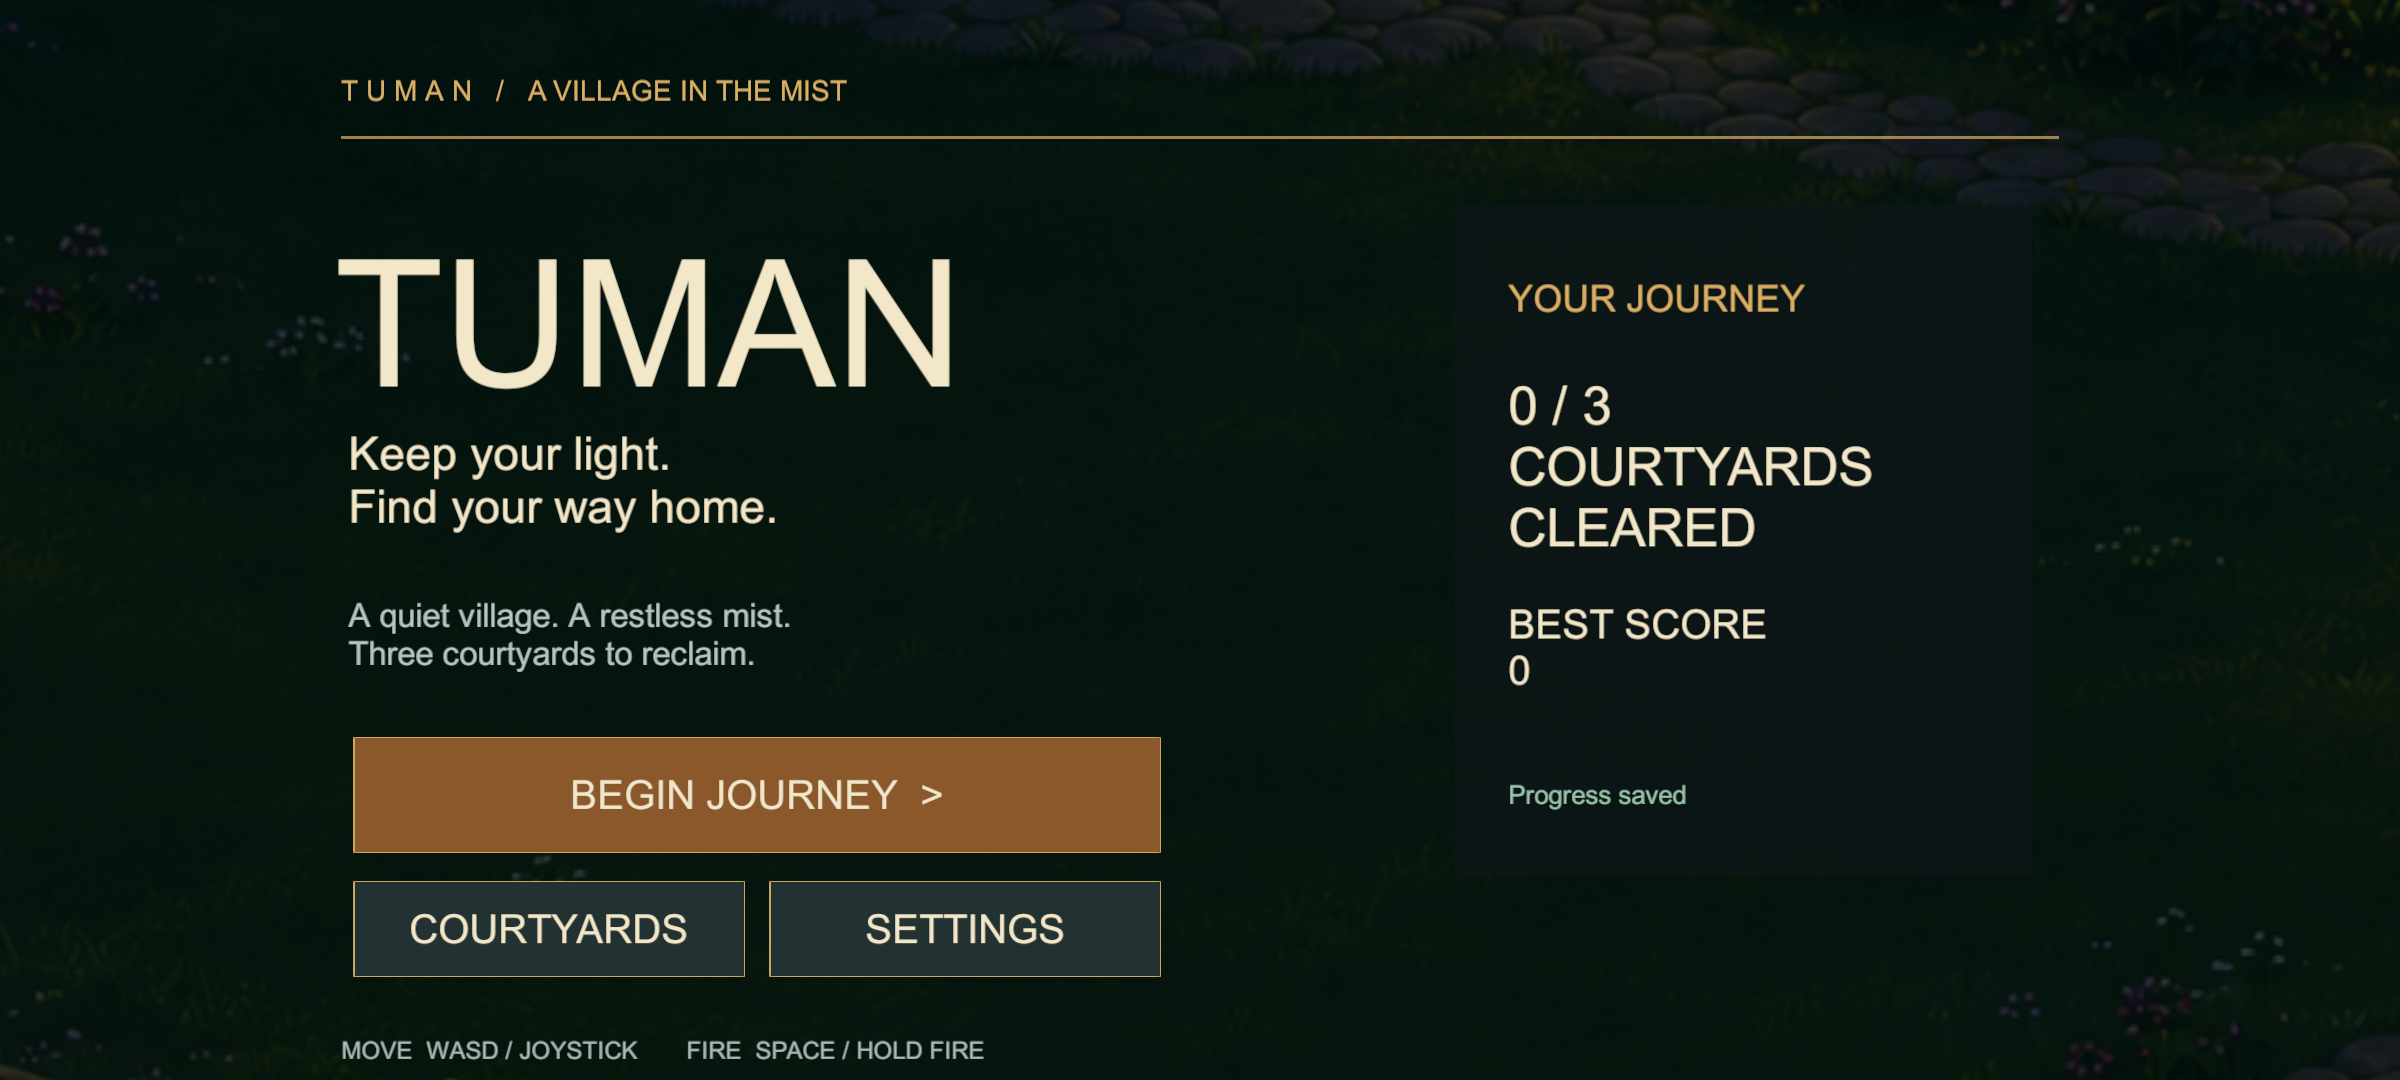 TUMAN / A VILLAGE IN THE MIST
TUMAN
Keep your light.
Find your way home.
A quiet village. A restless mist.
Three courtyards to reclaim.
BEGIN JOURNEY >
COURTYARDS
SETTINGS
MOVE WASD / JOYSTICK FIRE SPACE / HOLD FIRE
YOUR JOURNEY
0 / 3
COURTYARDS
CLEARED
BEST SCORE
0
Progress saved